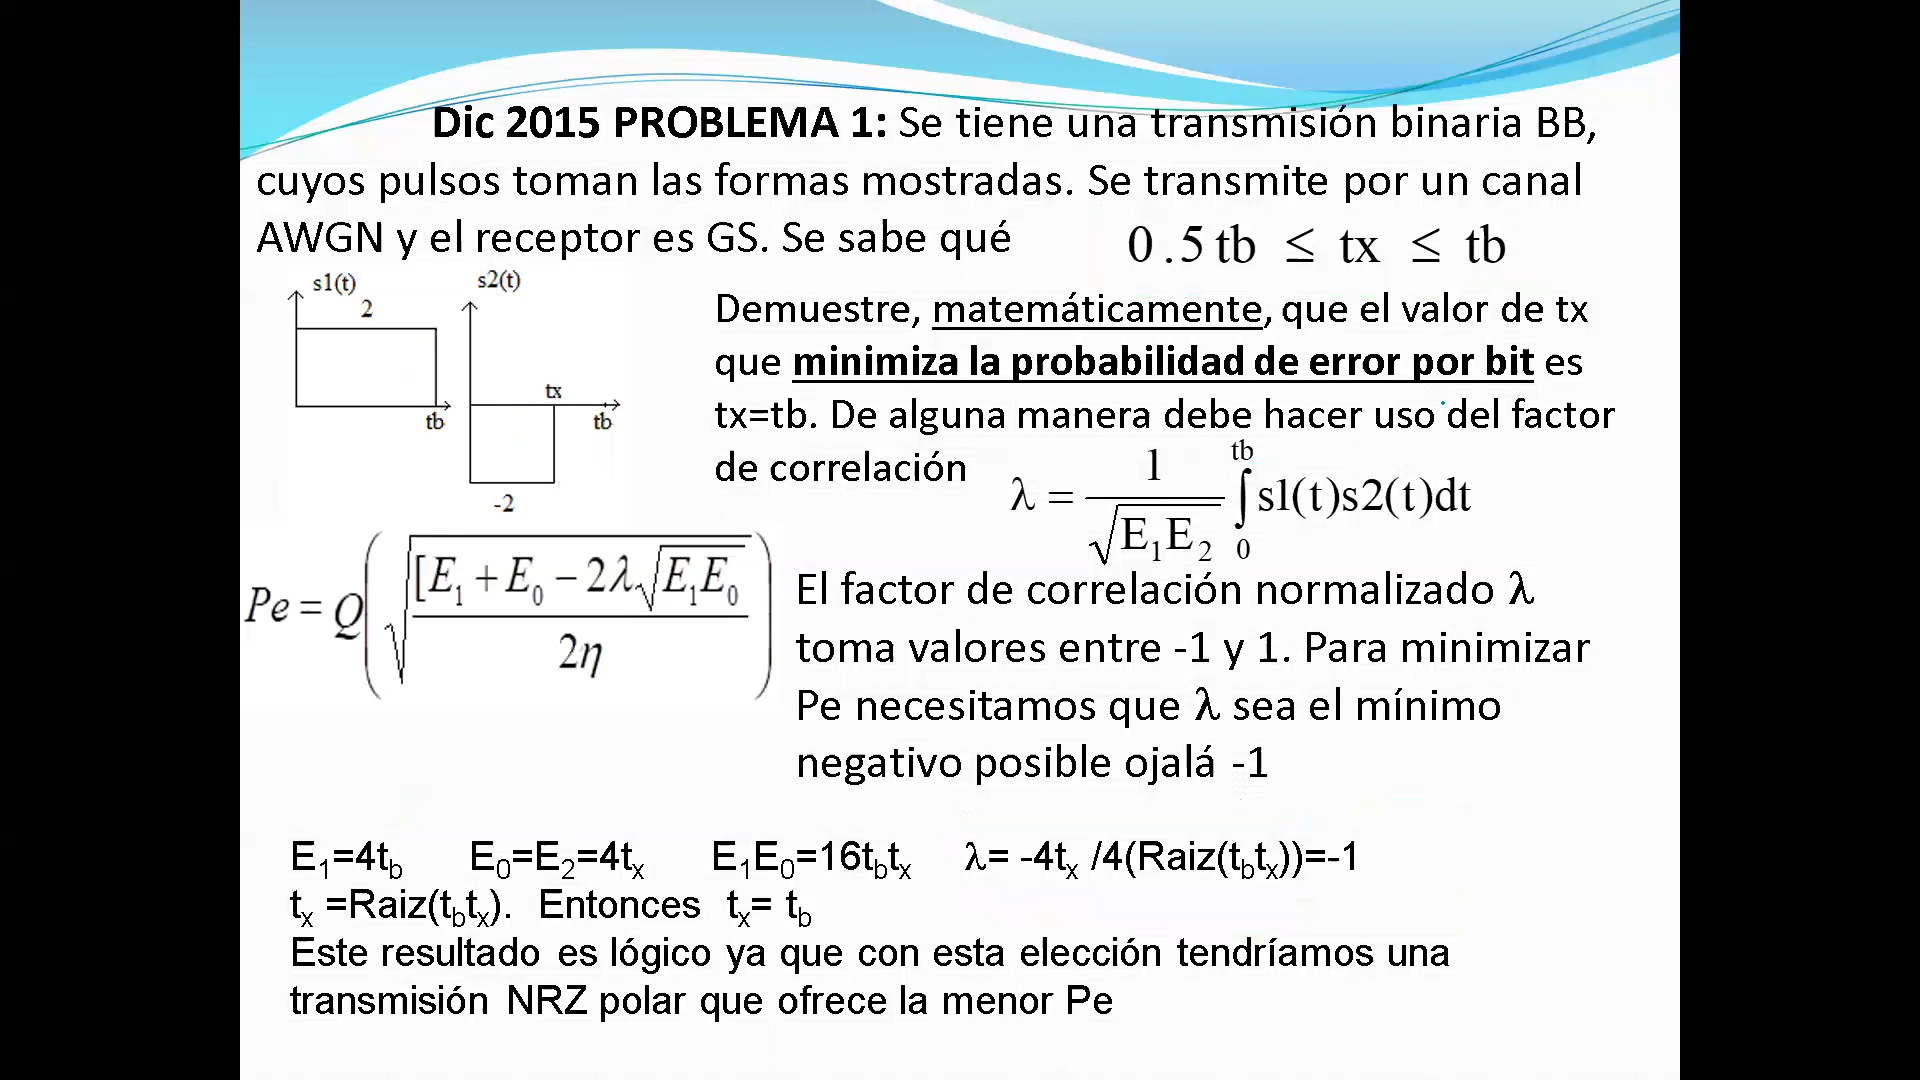 Dic 2015 PROBLEMA 1: Se tiene una transmisión binaria BB,
cuyos pulsos toman las formas mostradas. Se transmite por un canal
AWGN y el receptor es GS. Se sabe qué 0.5 tb ≤ tx ≤ tb
s1(t)
2
tb
s2(t)
tx
tb
-2
Demuestre, matemáticamente, que el valor de tx
que minimiza la probabilidad de error por bit es
tx=tb. De alguna manera debe hacer uso del factor
de correlación λ = 1/√(E₁E₂) ∫₀^tb s1(t)s2(t)dt
Pe = Q(√([E₁ + E₀ − 2λ√(E₁E₀) / 2η))
El factor de correlación normalizado λ
toma valores entre -1 y 1. Para minimizar
Pe necesitamos que λ sea el mínimo
negativo posible ojalá -1
E₁=4t_b E₀=E₂=4tₓ E₁E₀=16t_btₓ λ= -4tₓ /4(Raiz(t_btₓ))=-1
tₓ =Raiz(t_btₓ). Entonces tₓ= t_b
Este resultado es lógico ya que con esta elección tendríamos una
transmisión NRZ polar que ofrece la menor Pe